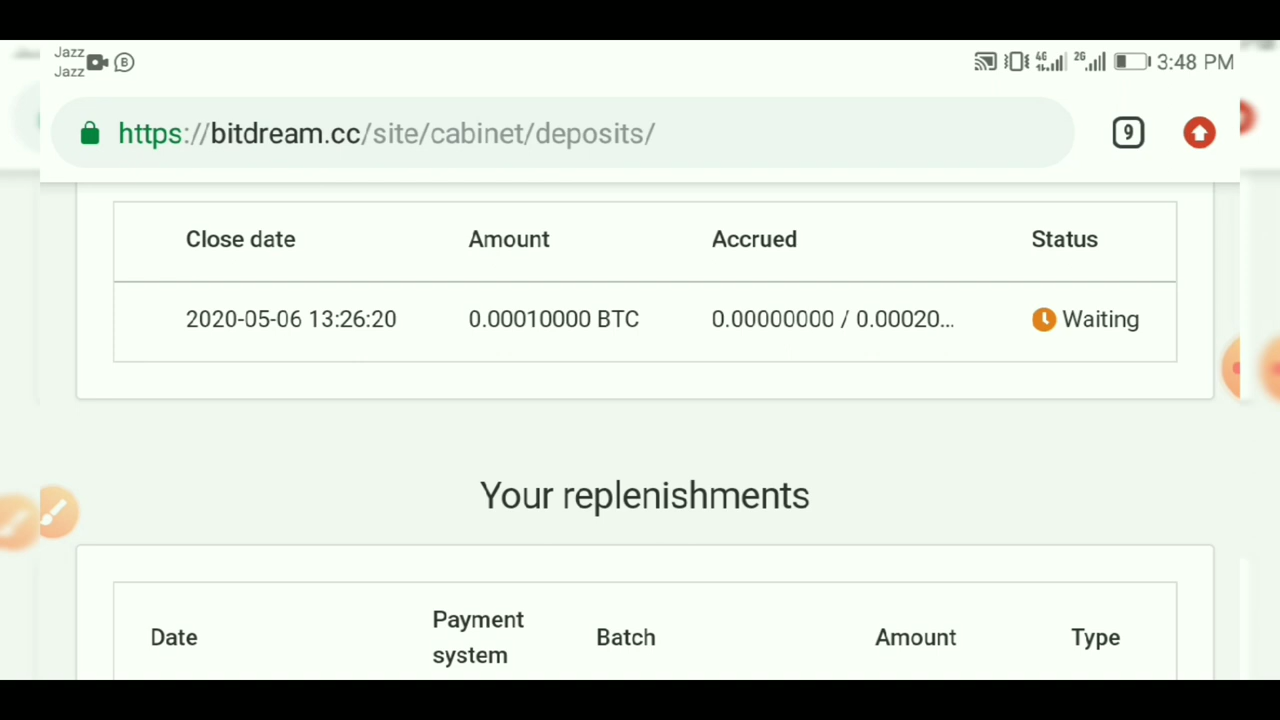 Jazz
Jazz
B
4G
2G
3:48 PM
https://bitdream.cc/site/cabinet/deposits/
9
Close date Amount Accrued Status
2020-05-06 13:26:20 0.00010000 BTC 0.00000000 / 0.00020... Waiting
Your replenishments
Date Payment system Batch Amount Type